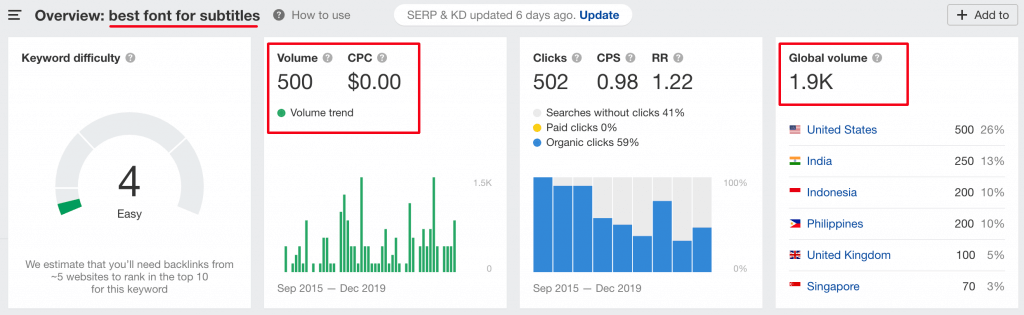 Overview: best font for subtitles ? How to use
SERP & KD updated 6 days ago. Update
+ Add to
Keyword difficulty ?
4
Easy
We estimate that you'll need backlinks from
~5 websites to rank in the top 10
for this keyword
Volume ? CPC ?
500 $0.00
Volume trend
1.5K
0
Sep 2015 — Dec 2019
Clicks ? CPS ? RR ?
502 0.98 1.22
Searches without clicks 41%
Paid clicks 0%
Organic clicks 59%
100%
0%
Sep 2015 — Dec 2019
Global volume ?
1.9K
United States 500 26%
India 250 13%
Indonesia 200 10%
Philippines 200 10%
United Kingdom 100 5%
Singapore 70 3%